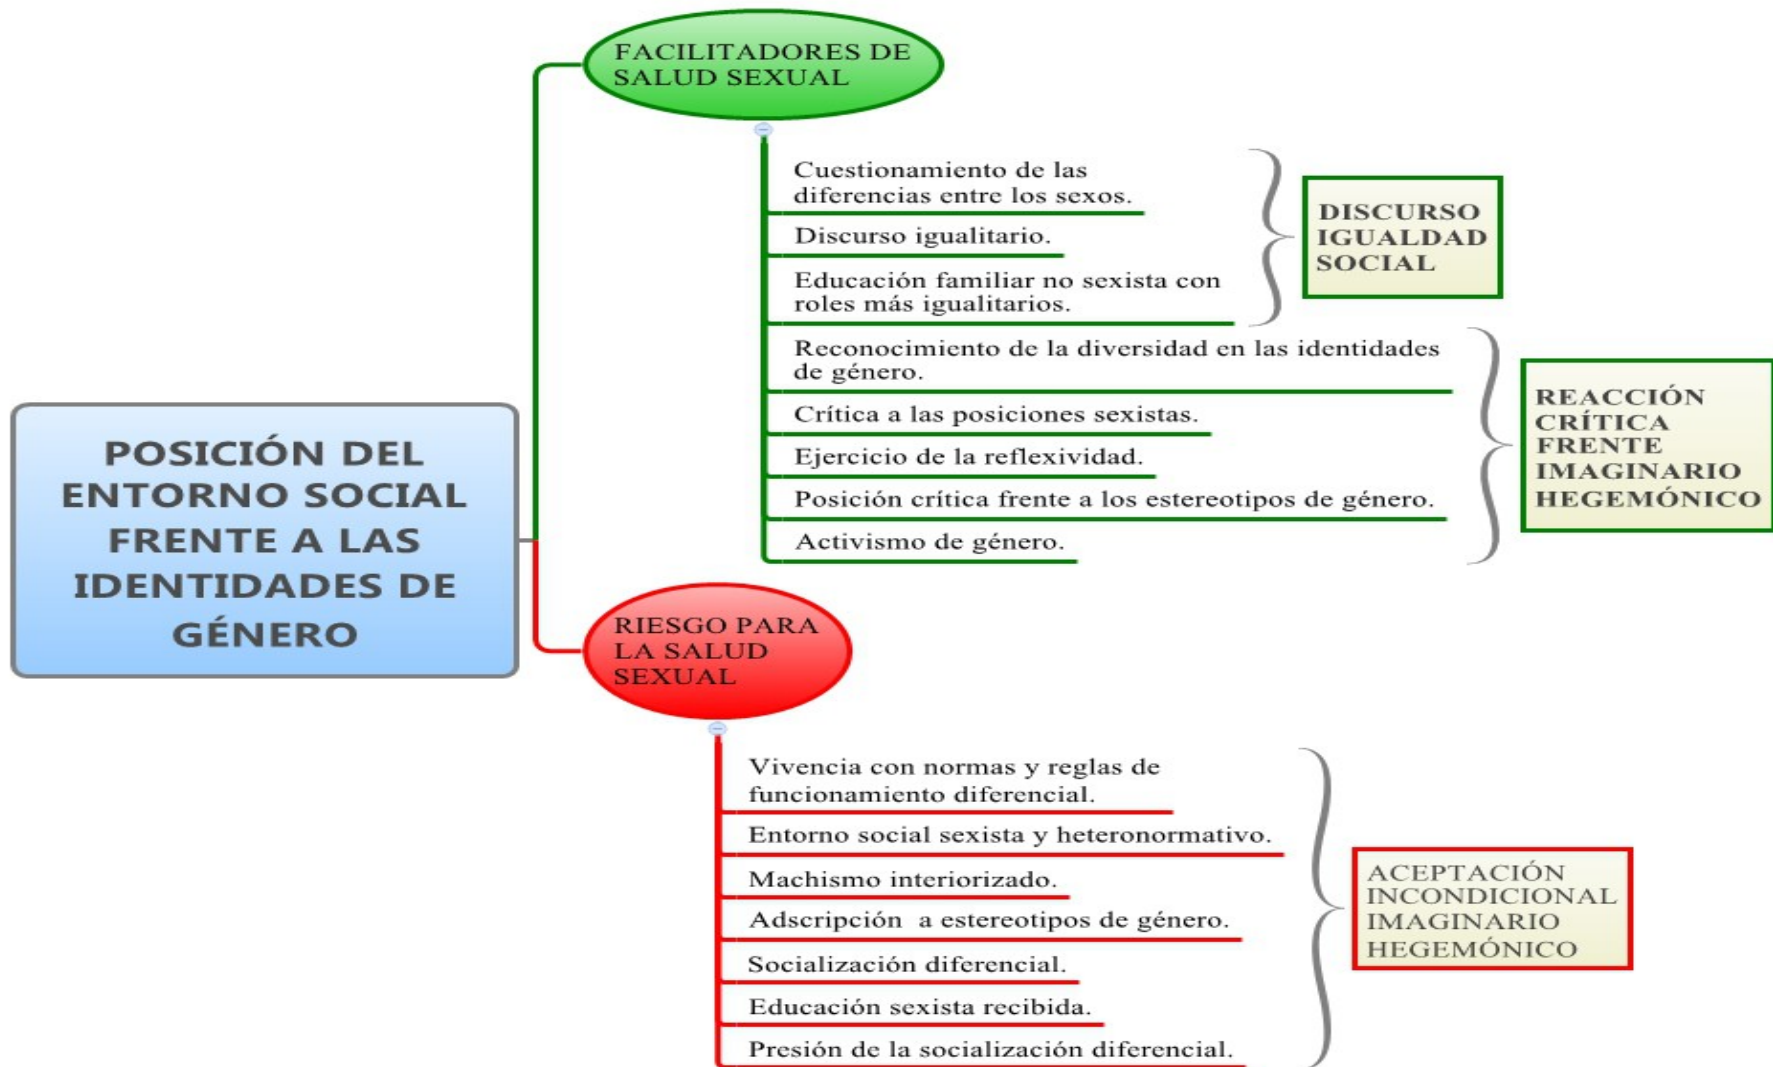 POSICIÓN DEL
ENTORNO SOCIAL
FRENTE A LAS
IDENTIDADES DE
GÉNERO
FACILITADORES DE
SALUD SEXUAL
Cuestionamiento de las
diferencias entre los sexos.
Discurso igualitario.
Educación familiar no sexista con
roles más igualitarios.
DISCURSO
IGUALDAD
SOCIAL
Reconocimiento de la diversidad en las identidades
de género.
Crítica a las posiciones sexistas.
Ejercicio de la reflexividad.
Posición crítica frente a los estereotipos de género.
Activismo de género.
REACCIÓN
CRÍTICA
FRENTE
IMAGINARIO
HEGEMÓNICO
RIESGO PARA
LA SALUD
SEXUAL
Vivencia con normas y reglas de
funcionamiento diferencial.
Entorno social sexista y heteronormativo.
Machismo interiorizado.
Adscripción  a estereotipos de género.
Socialización diferencial.
Educación sexista recibida.
Presión de la socialización diferencial.
ACEPTACIÓN
INCONDICIONAL
IMAGINARIO
HEGEMÓNICO